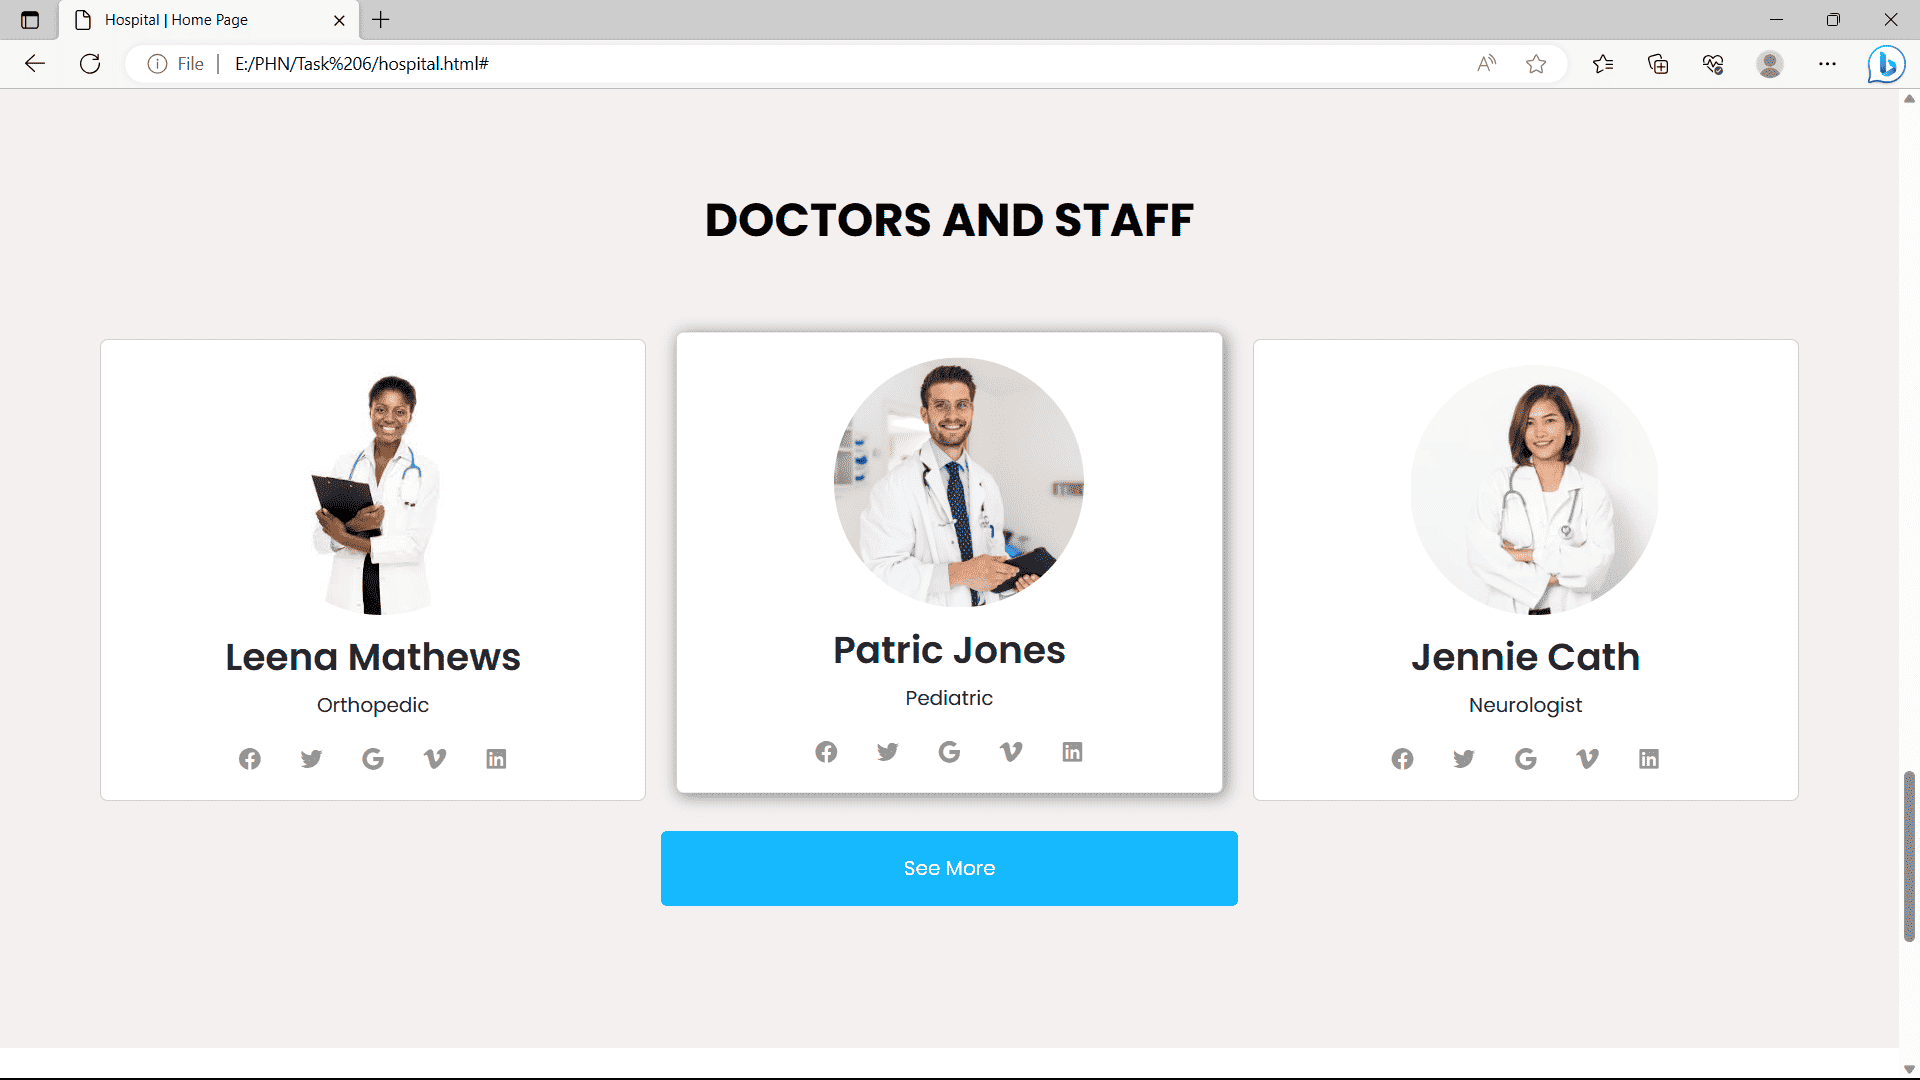 Hospital | Home Page
File | E:/PHN/Task%206/hospital.html#
DOCTORS AND STAFF
Leena Mathews
Orthopedic
Patric Jones
Pediatric
Jennie Cath
Neurologist
See More